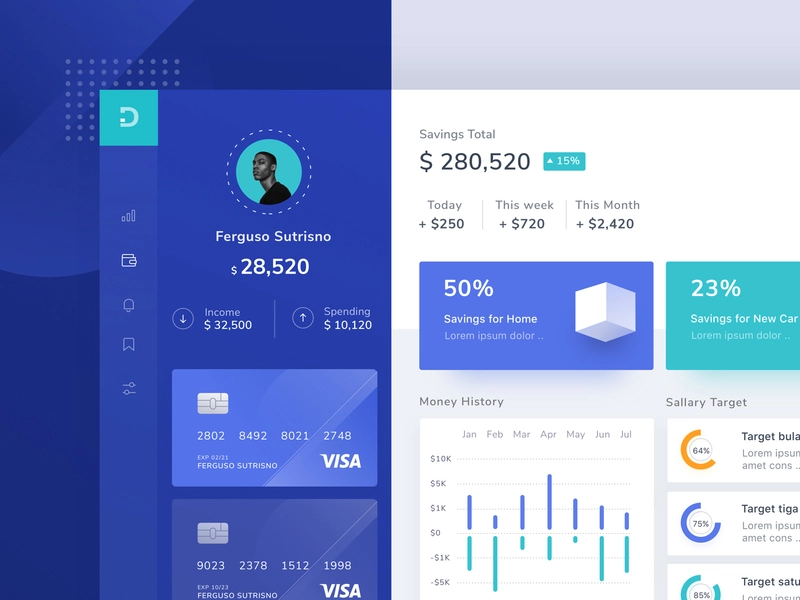 D
Ferguso Sutrisno
$ 28,520
Income
$ 32,500
Spending
$ 10,120
2802 8492 8021 2748
EXP 02/21
FERGUSO SUTRISNO
VISA
9023 2378 1512 1998
EXP 10/23
FERGUSO SUTRISNO
VISA
Savings Total
$ 280,520
15%
Today
+ $250
This week
+ $720
This Month
+ $2,420
50%
Savings for Home
Lorem ipsum dolor ..
23%
Savings for New Car
Lorem ipsum dolor ..
Money History
Jan Feb Mar Apr May Jun Jul
$10K
$5K
$1K
$0
-$1K
-$5K
Sallary Target
64%
Target bula
Lorem ipsum
amet cons ..
75%
Target tiga
Lorem ipsum
amet cons ..
85%
Target satu
Lorem ipsum